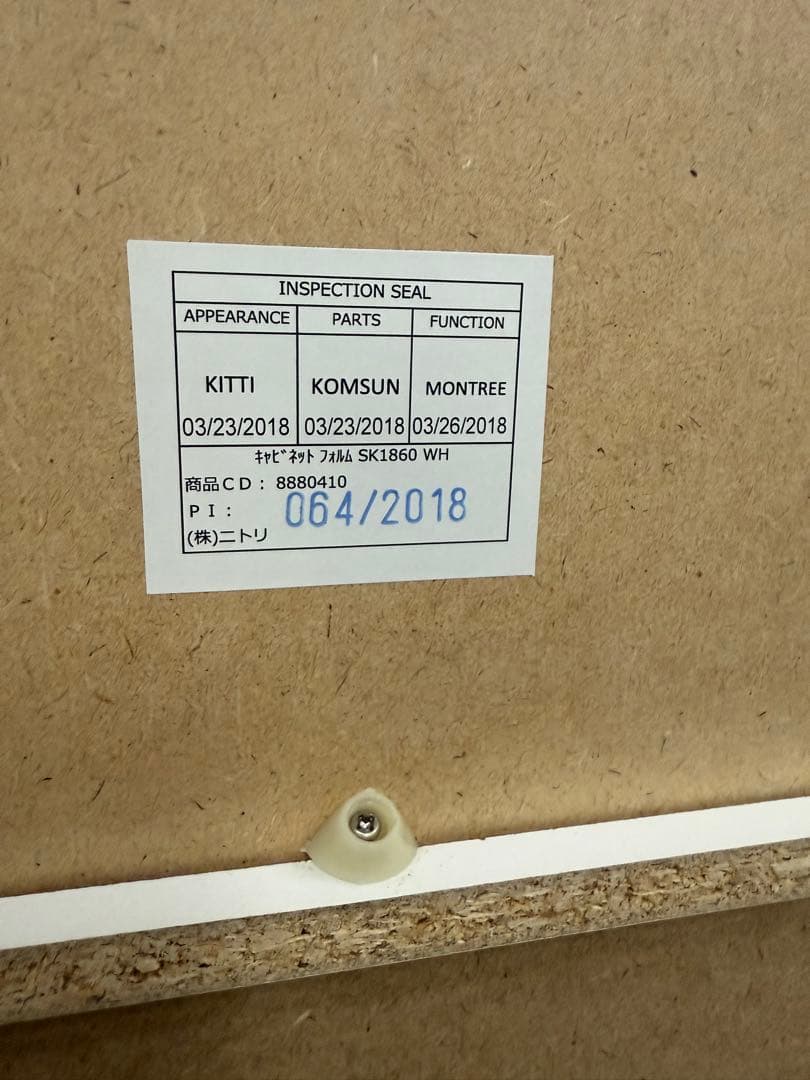 INSPECTION SEAL
APPEARANCE PARTS FUNCTION
KITTI KOMSUN MONTREE
03/23/2018 03/23/2018 03/26/2018
ｷｬﾋﾞﾈｯﾄ ﾌｫﾙﾑ SK1860 WH
商品ＣＤ： 8880410
ＰＩ： 064/2018
(株)ニトリ